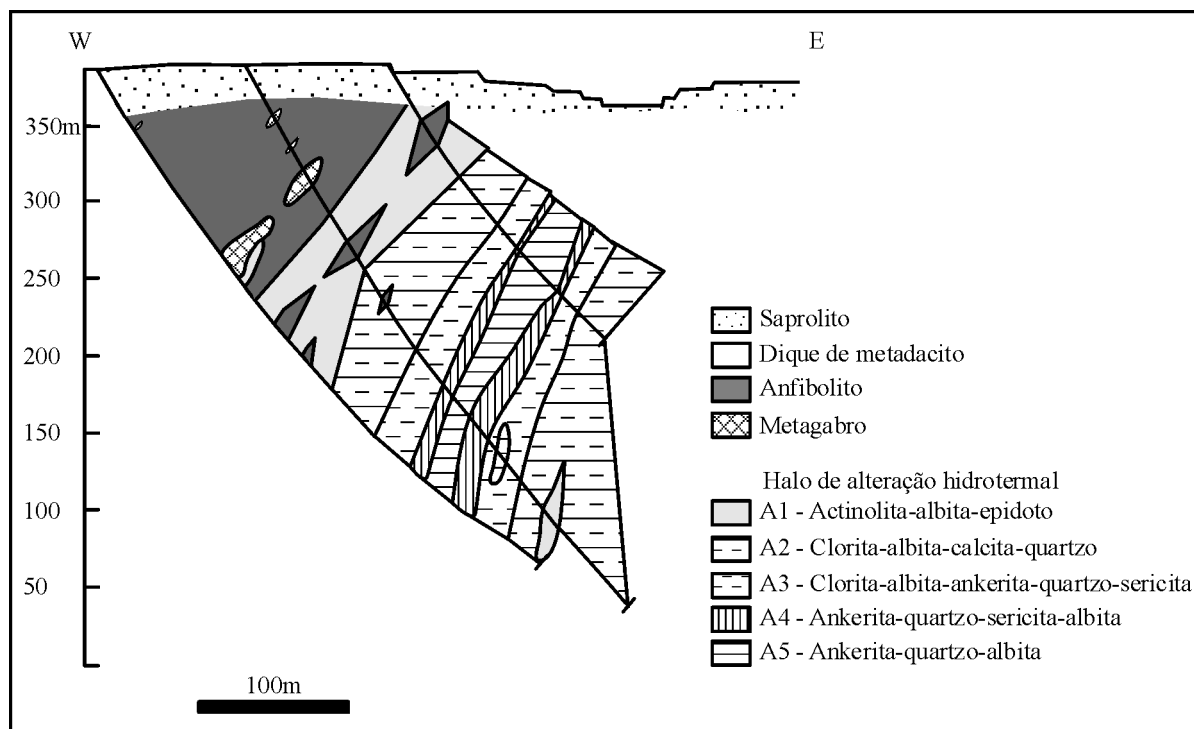 W
E
350m
300
250
200
150
100
50
100m
Saprolito
Dique de metadacito
Anfibolito
Metagabro
Halo de alteração hidrotermal
A1 - Actinolita-albita-epidoto
A2 - Clorita-albita-calcita-quartzo
A3 - Clorita-albita-ankerita-quartzo-sericita
A4 - Ankerita-quartzo-sericita-albita
A5 - Ankerita-quartzo-albita